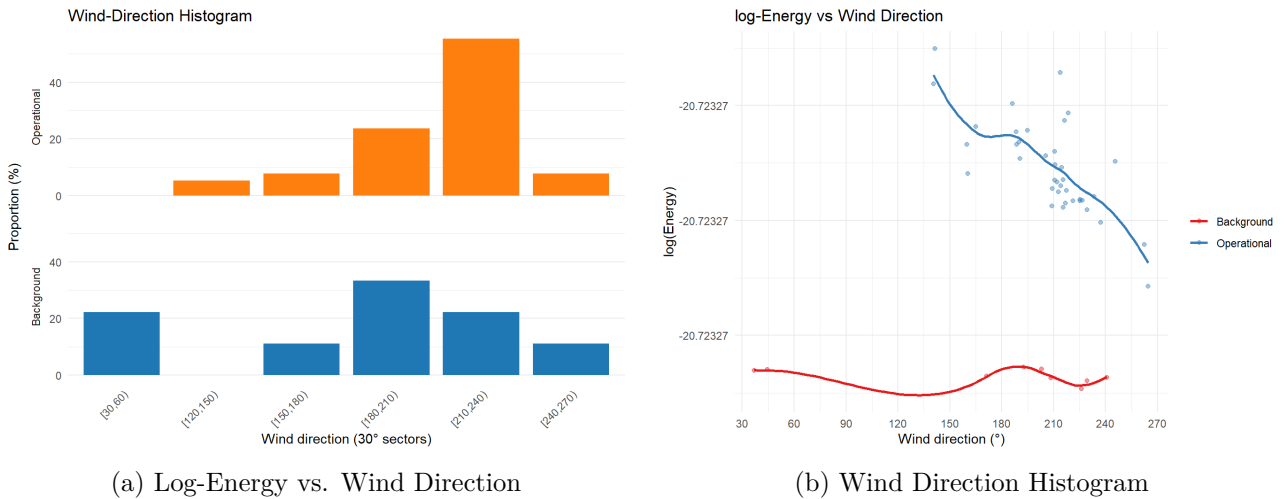 Wind-Direction Histogram
Proportion (%)
Operational
40
20
0
Background
40
20
0
[30,60)
[120,150)
[150,180)
[180,210)
[210,240)
[240,270)
Wind direction (30° sectors)
(a) Log-Energy vs. Wind Direction
log-Energy vs Wind Direction
log(Energy)
-20.72327
-20.72327
-20.72327
30 60 90 120 150 180 210 240 270
Wind direction (°)
Background
Operational
(b) Wind Direction Histogram